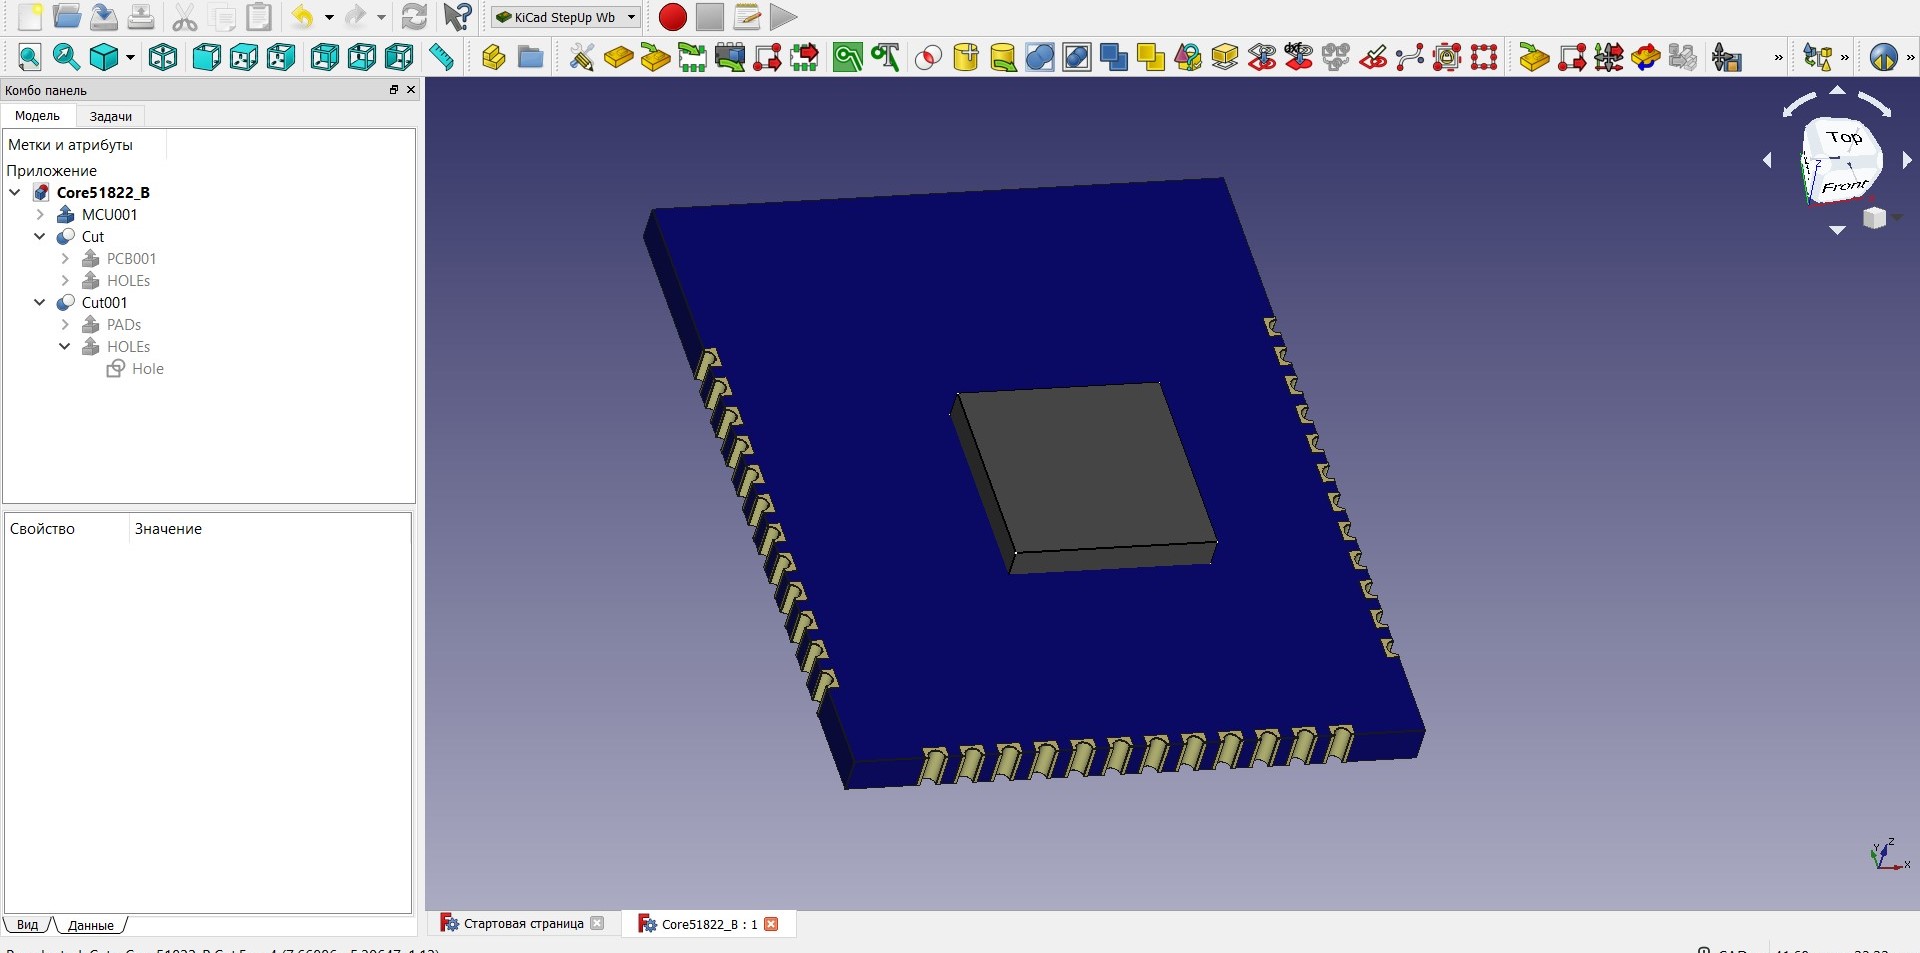 KiCad StepUp Wb
Комбо панель
Модель
Задачи
Метки и атрибуты
Приложение
Core51822_B
MCU001
Cut
PCB001
HOLEs
Cut001
PADs
HOLEs
Hole
Свойство
Значение
Вид
Данные
Top
Front
Z
Y
Z
X
dxf
Стартовая страница
Core51822_B : 1